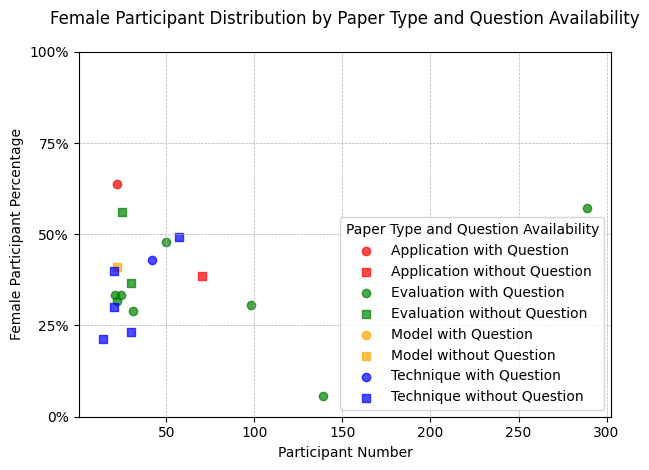 Female Participant Distribution by Paper Type and Question Availability
100%
75%
50%
25%
0%
Female Participant Percentage
Paper Type and Question Availability
Application with Question
Application without Question
Evaluation with Question
Evaluation without Question
Model with Question
Model without Question
Technique with Question
Technique without Question
50
100
150
200
250
300
Participant Number